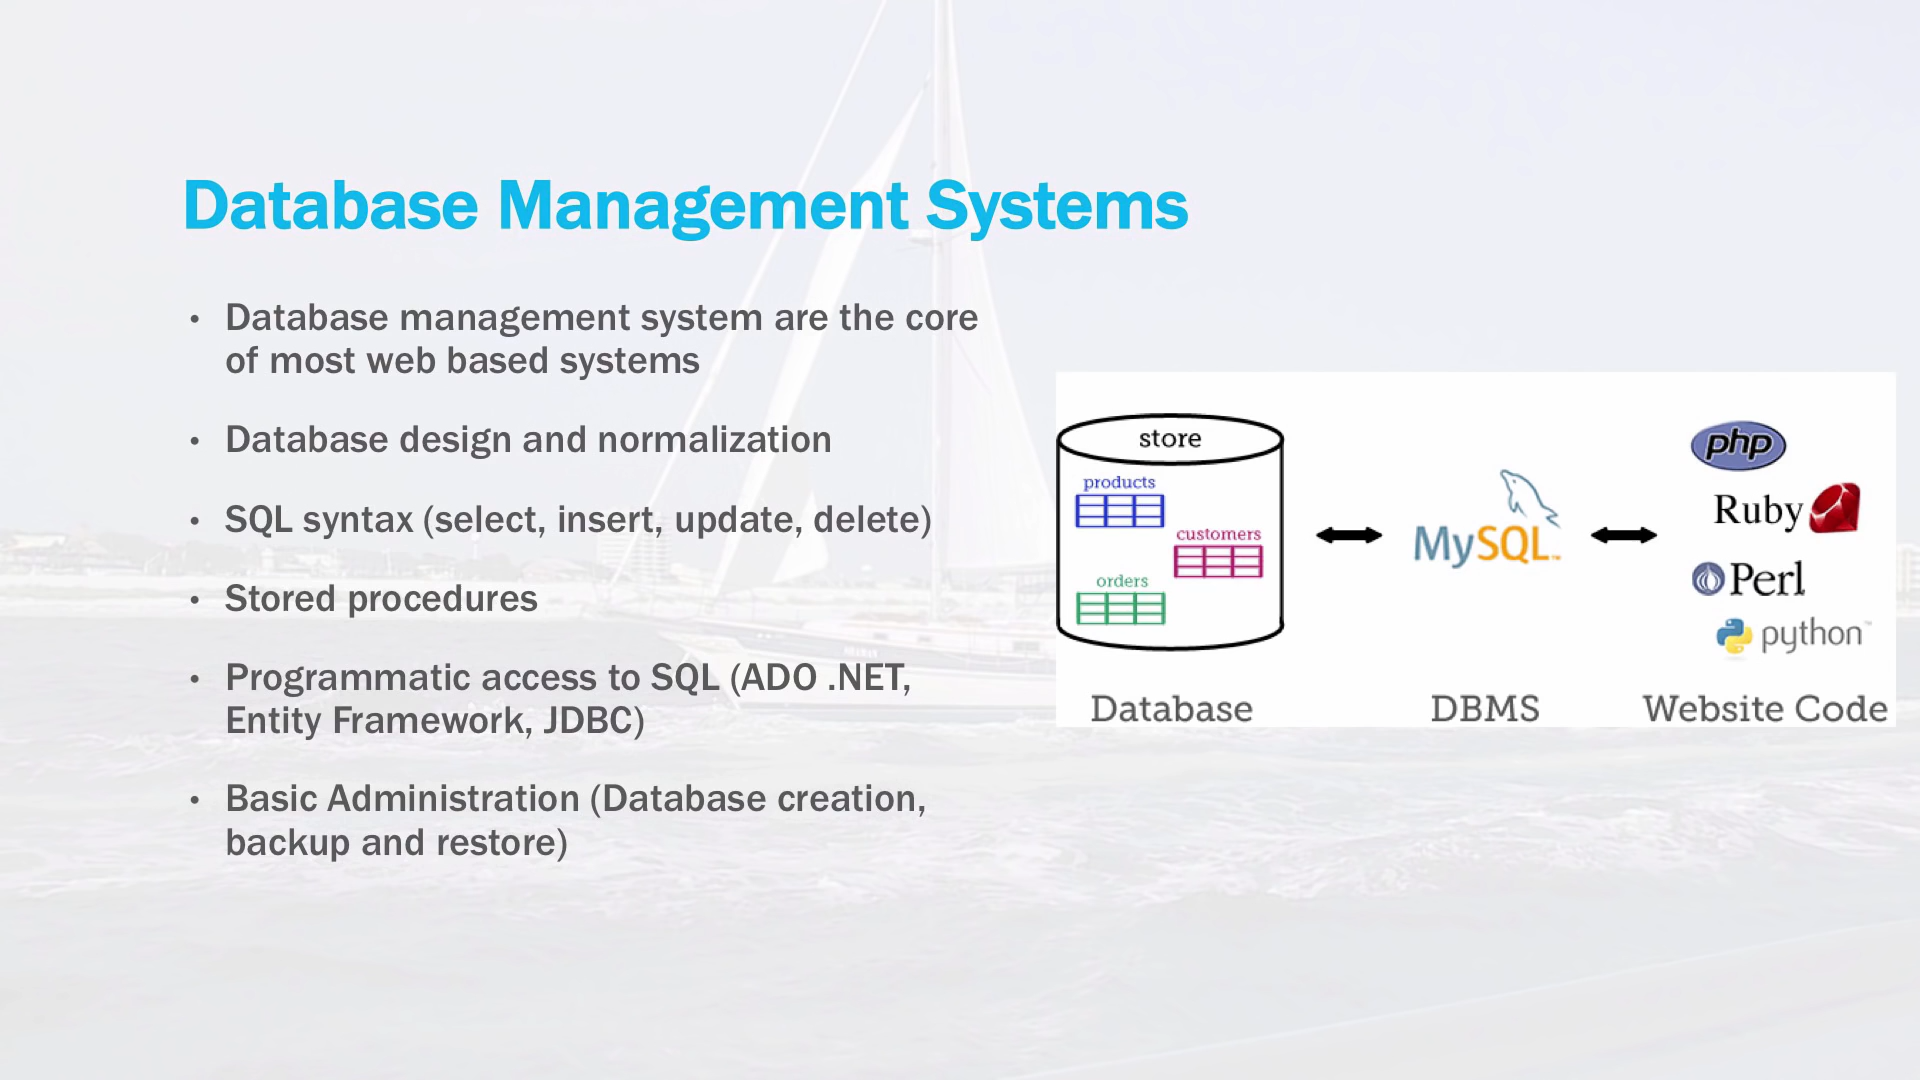 Database Management Systems
• Database management system are the core
of most web based systems
• Database design and normalization
• SQL syntax (select, insert, update, delete)
• Stored procedures
• Programmatic access to SQL (ADO .NET,
Entity Framework, JDBC)
• Basic Administration (Database creation,
backup and restore)
store
products
customers
orders
Database
MySQL™
DBMS
php
Ruby
Perl
python™
Website Code